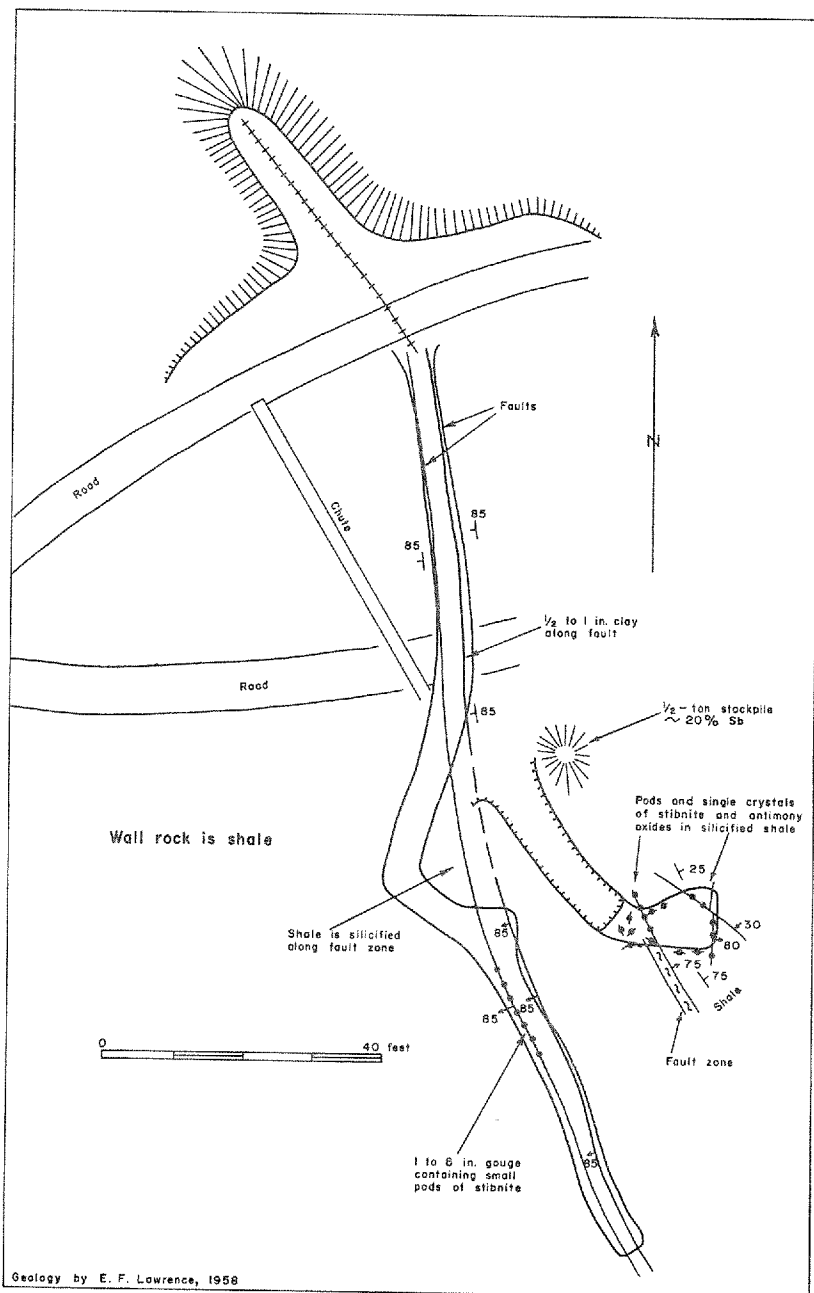 Faults
Road
Chute
85
85
N
1/2 to 1 in. clay
along fault
Road
85
1/2-ton stockpile
~ 20% Sb
Pods and single crystals
of stibnite and antimony
oxides in silicified shale
Wall rock is shale
25
Shale is silicified
along fault zone
85
30
80
75
75
Shale
85
85
0
40 feet
Fault zone
1 to 8 in. gouge
containing small
pods of stibnite
85
Geology by E. F. Lawrence, 1958